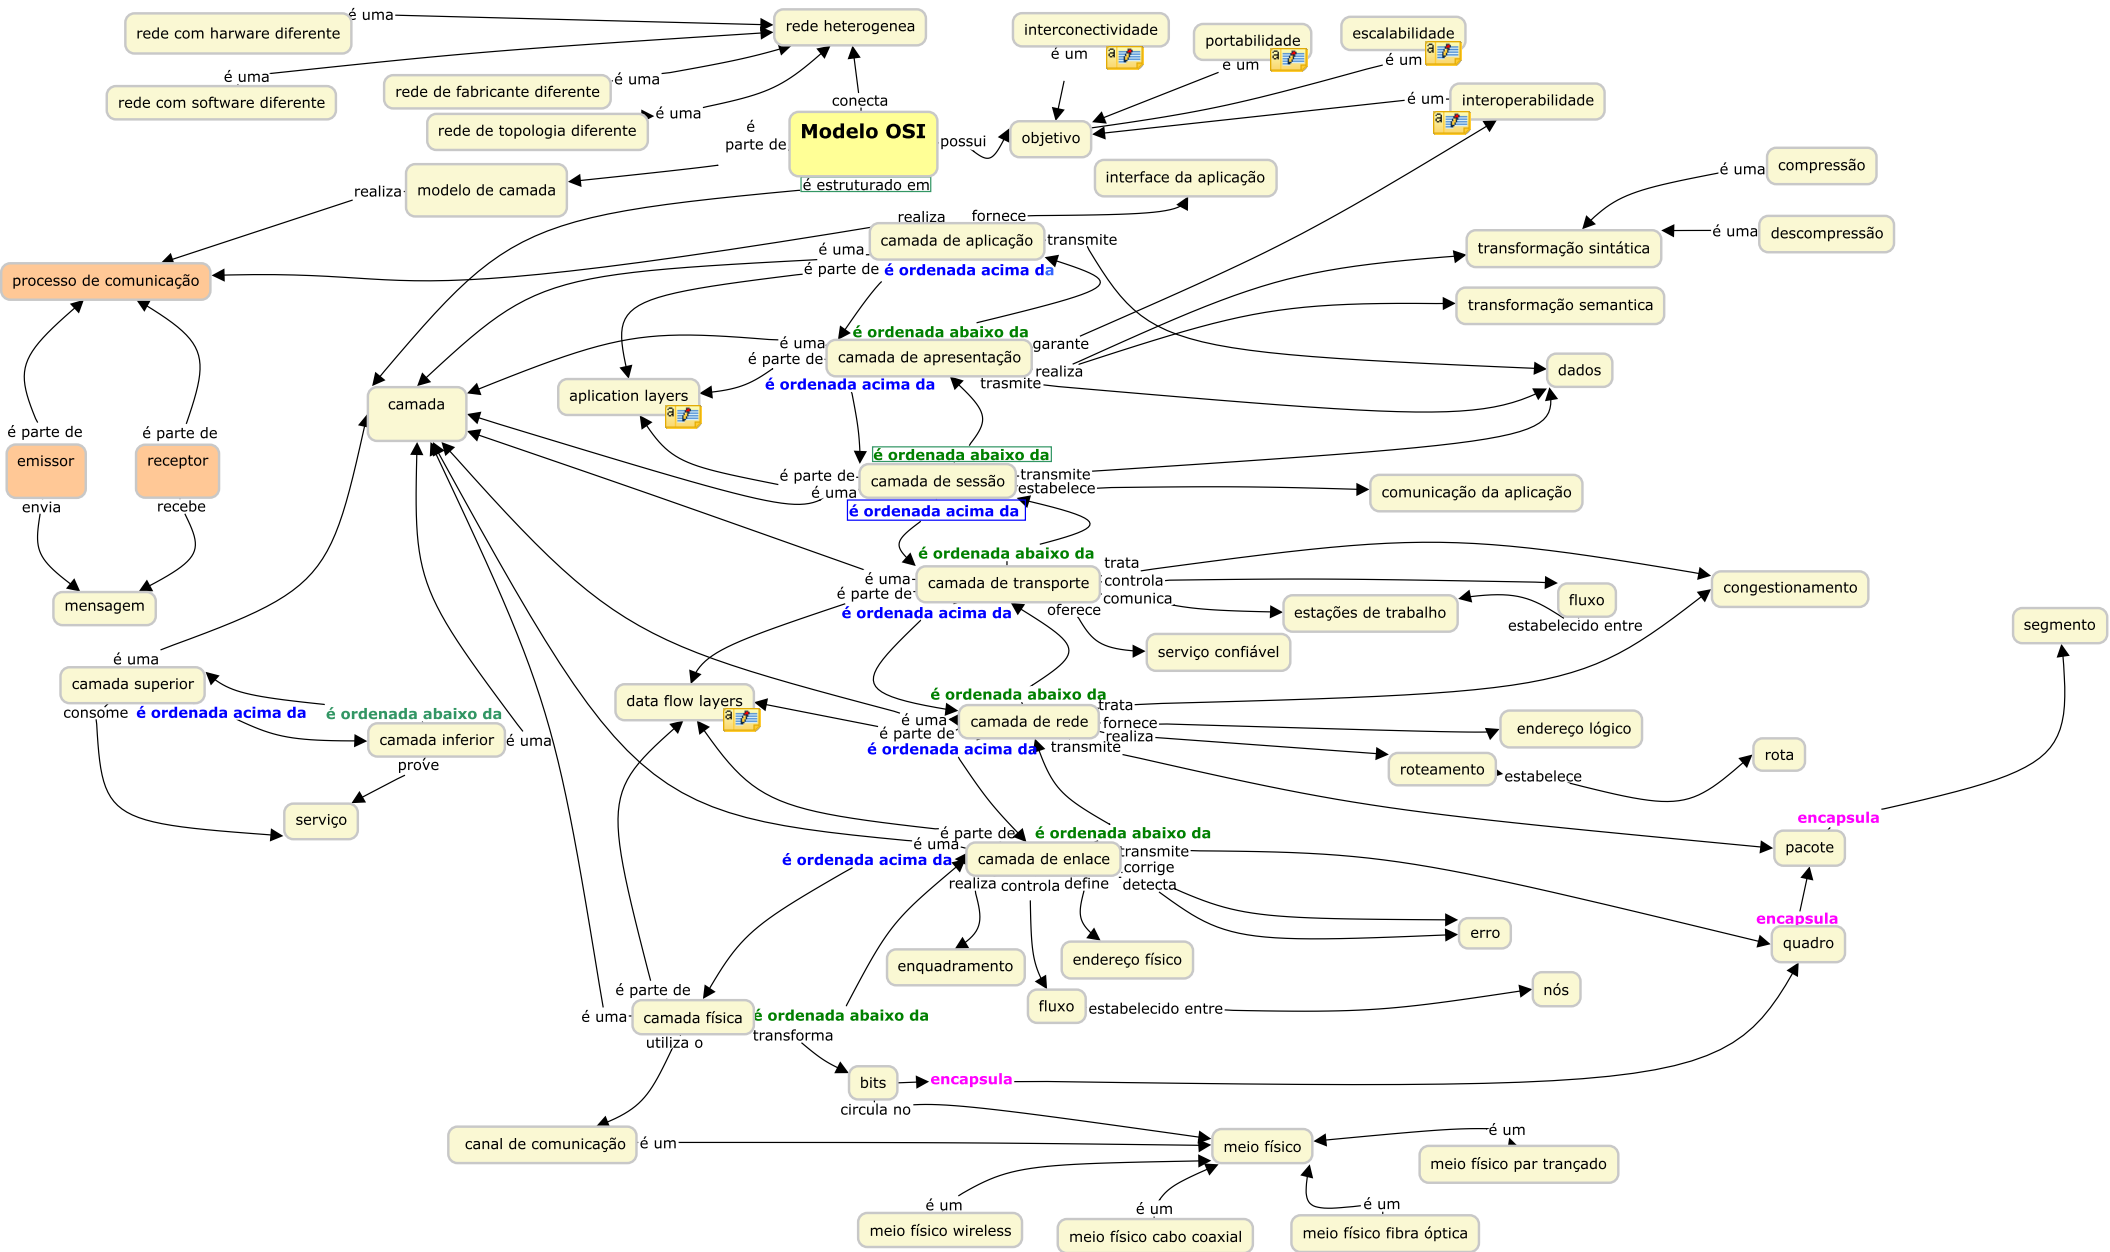 é uma
rede com harware diferente
rede heterogenea
interconectividade
é um
portabilidade
é um
escalabilidade
é um
é uma
rede com software diferente
rede de fabricante diferente
é uma
rede de topologia diferente
é uma
conecta
é um
interoperabilidade
é
parte de
Modelo OSI
possui
objetivo
realiza
modelo de camada
é estruturado em
interface da aplicação
é uma
compressão
realiza
fornece
camada de aplicação
transmite
é uma
é parte de
é ordenada acima da
transformação sintática
é uma
descompressão
processo de comunicação
transformação semantica
é ordenada abaixo da
é uma
camada de apresentação
garante
é parte de
realiza
é ordenada acima da
trasmite
dados
aplication layers
camada
é parte de
é parte de
emissor
receptor
envia
recebe
mensagem
é ordenada abaixo da
é parte de
camada de sessão
transmite
estabelece
é uma
é ordenada acima da
comunicação da aplicação
é ordenada abaixo da
trata
é uma
camada de transporte
controla
é parte de
comunica
é ordenada acima da
oferece
fluxo
congestionamento
estações de trabalho
estabelecido entre
segmento
serviço confiável
é uma
camada superior
consome
é ordenada acima da
é ordenada abaixo da
camada inferior
é uma
prove
serviço
data flow layers
é ordenada abaixo da
trata
é uma
camada de rede
fornece
é parte de
realiza
é ordenada acima da
transmite
endereço lógico
roteamento
estabelece
rota
encapsula
pacote
é parte de
é ordenada abaixo da
é uma
é ordenada acima da
camada de enlace
transmite
corrige
realiza
controla
define
detecta
encapsula
quadro
erro
enquadramento
endereço físico
fluxo
estabelecido entre
nós
é parte de
é uma
camada física
é ordenada abaixo da
transforma
utiliza o
bits
encapsula
circula no
canal de comunicação
é um
meio físico
é um
meio físico par trançado
é um
meio físico wireless
é um
meio físico cabo coaxial
é um
meio físico fibra óptica